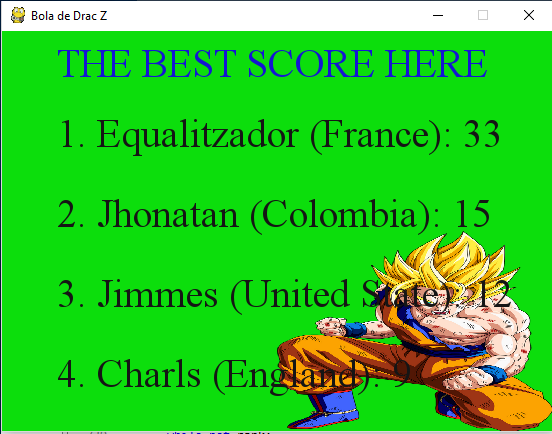 Bola de Drac Z
THE BEST SCORE HERE
1. Equalitzador (France): 33
2. Jhonatan (Colombia): 15
3. Jimmes (United State): 12
4. Charls (England): 9